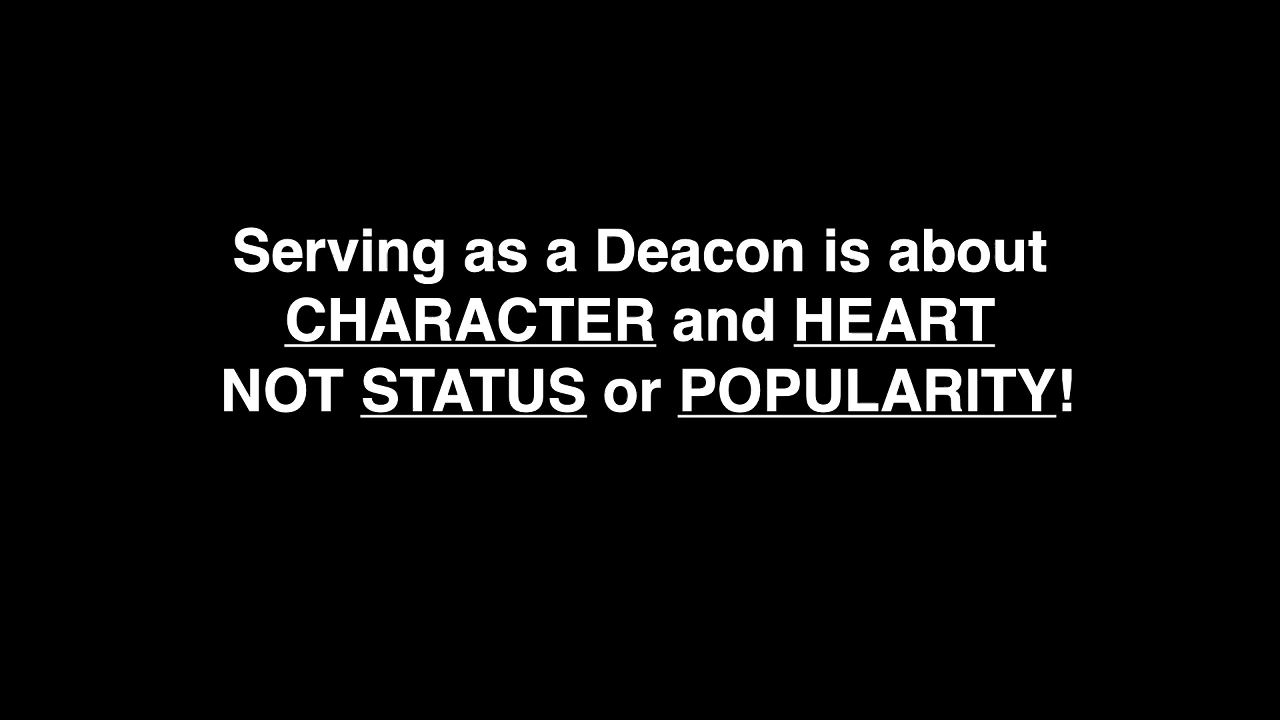 Serving as a Deacon is about
CHARACTER and HEART
NOT STATUS or POPULARITY!